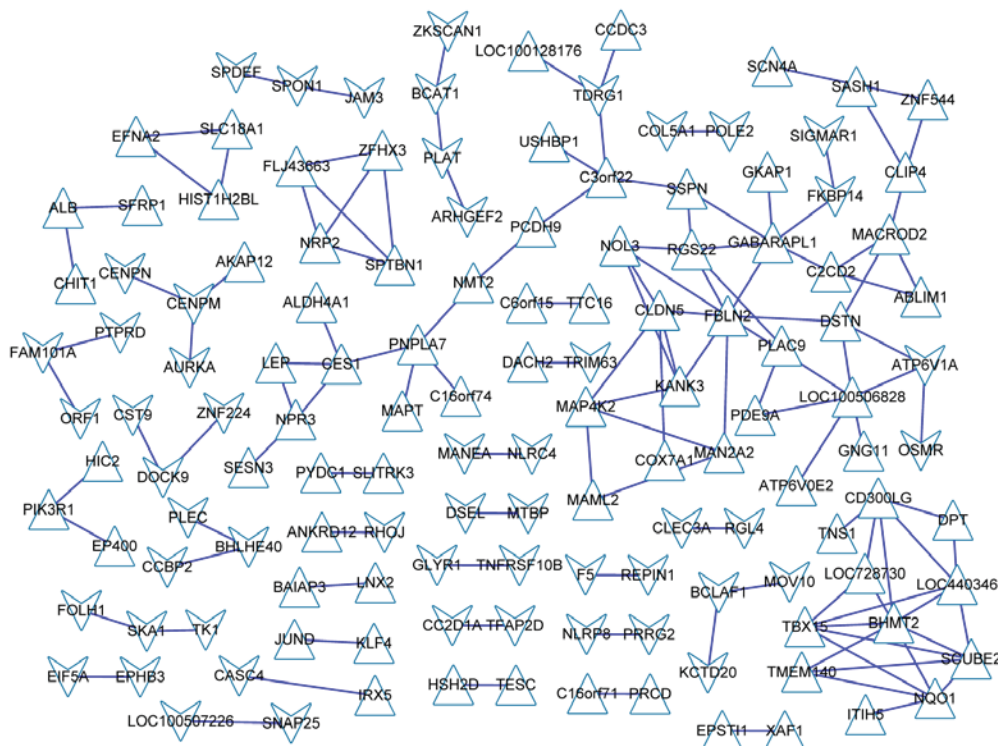 ZKSCAN1
CCDC3
LOC100128176
SCN4A
SPDEF
SPON1
JAM3
BCAT1
TDRG1
SASH1
ZNF544
EFNA2
SLC18A1
ZFHX3
FLJ43663
PLAT
USHBP1
COL5A1
POLE2
SIGMAR1
C3orf22
SSPN
GKAP1
FKBP14
CLIP4
ALB
SFRP1
HIST1H2BL
ARHGEF2
PCDH9
NRP2
SPTBN1
NOL3
RGS22
GABARAPL1
MACROD2
CHIT1
CENPN
AKAP12
NMT2
C2CD2
ABLIM1
CENPM
ALDH4A1
C6orf15
TTC16
CLDN5
FBLN2
DSTN
PTPRD
FAM101A
AURKA
LEP
CES1
PNPLA7
DACH2
TRIM63
PLAC9
ATP6V1A
KANK3
ORF1
CST9
ZNF224
NPR3
MAPT
C16orf74
MAP4K2
PDE9A
LOC100506828
HIC2
DOCK9
SESN3
PYDC1
SLITRK3
MANEA
NLRC4
COX7A1
MAN2A2
GNG11
OSMR
PIK3R1
PLEC
MAML2
ATP6V0E2
CD300LG
EP400
BHLHE40
ANKRD12
RHOJ
DSEL
MTBP
CLEC3A
RGL4
TNS1
DPT
CCBP2
GLYR1
TNFRSF10B
F5
REPIN1
LOC728730
LOC440346
BAIAP3
LNX2
BCLAF1
MOV10
FOLH1
SKA1
TK1
JUND
KLF4
CC2D1A
TFAP2D
NLRP8
PRRG2
TBX15
BHMT2
SCUBE2
EIF5A
EPHB3
CASC4
IRX5
HSH2D
TESC
C16orf71
PRCD
KCTD20
TMEM140
NQO1
LOC100507226
SNAP25
EPSTI1
XAF1
ITIH5